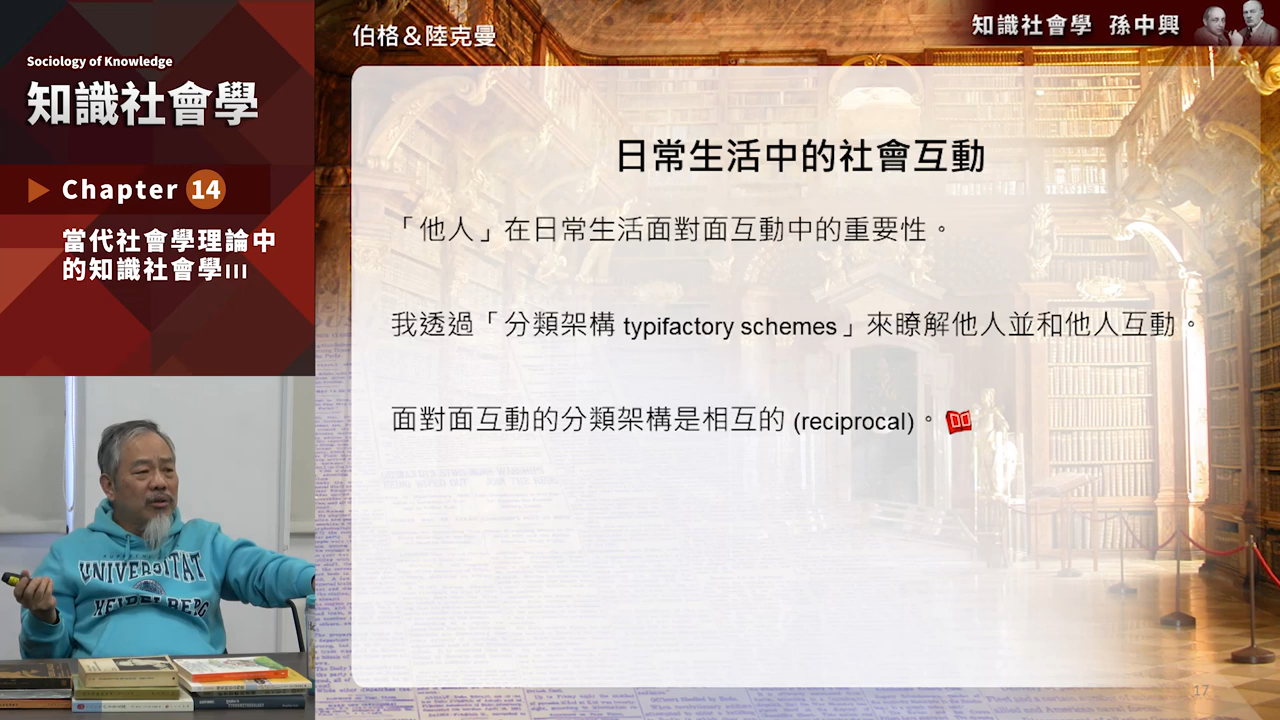 Sociology of Knowledge
知識社會學
Chapter 14
當代社會學理論中
的知識社會學III
伯格＆陸克曼
知識社會學 孫中興
日常生活中的社會互動
「他人」在日常生活面對面互動中的重要性。
我透過「分類架構 typifactory schemes」來瞭解他人並和他人互動。
面對面互動的分類架構是相互的 (reciprocal)。
UNIVERSITÄT
HEIDELBERG
17